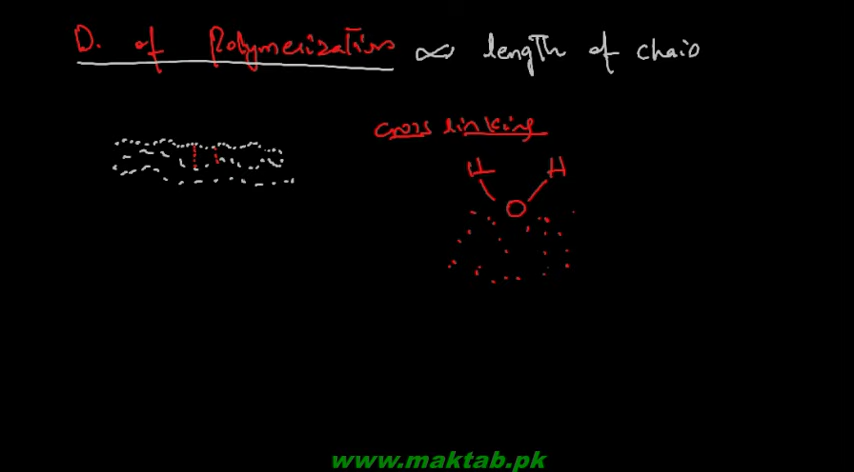 D. of Polymerization ∝ length of chain
cross linking
H H
O
www.maktab.pk